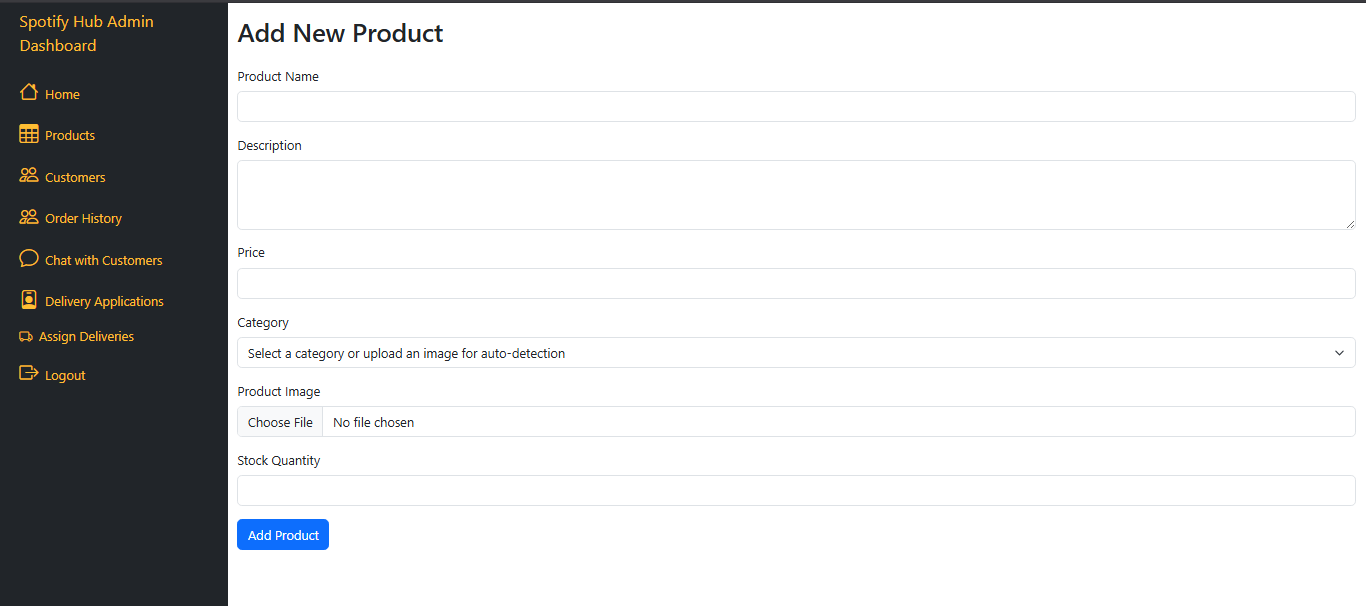 Spotify Hub Admin
Dashboard
Home
Products
Customers
Order History
Chat with Customers
Delivery Applications
Assign Deliveries
Logout
Add New Product
Product Name
Description
Price
Category
Select a category or upload an image for auto-detection
Product Image
Choose File No file chosen
Stock Quantity
Add Product